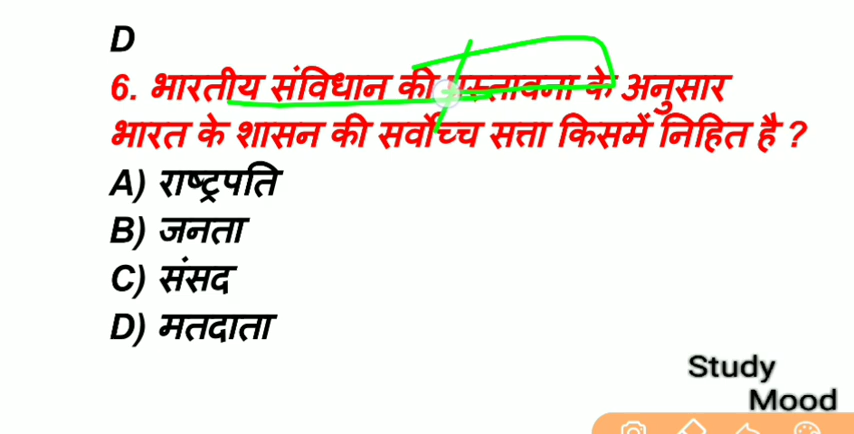 D
6. भारतीय संविधान की प्रस्तावना के अनुसार
भारत के शासन की सर्वोच्च सत्ता किसमें निहित है ?
A) राष्ट्रपति
B) जनता
C) संसद
D) मतदाता
Study
Mood